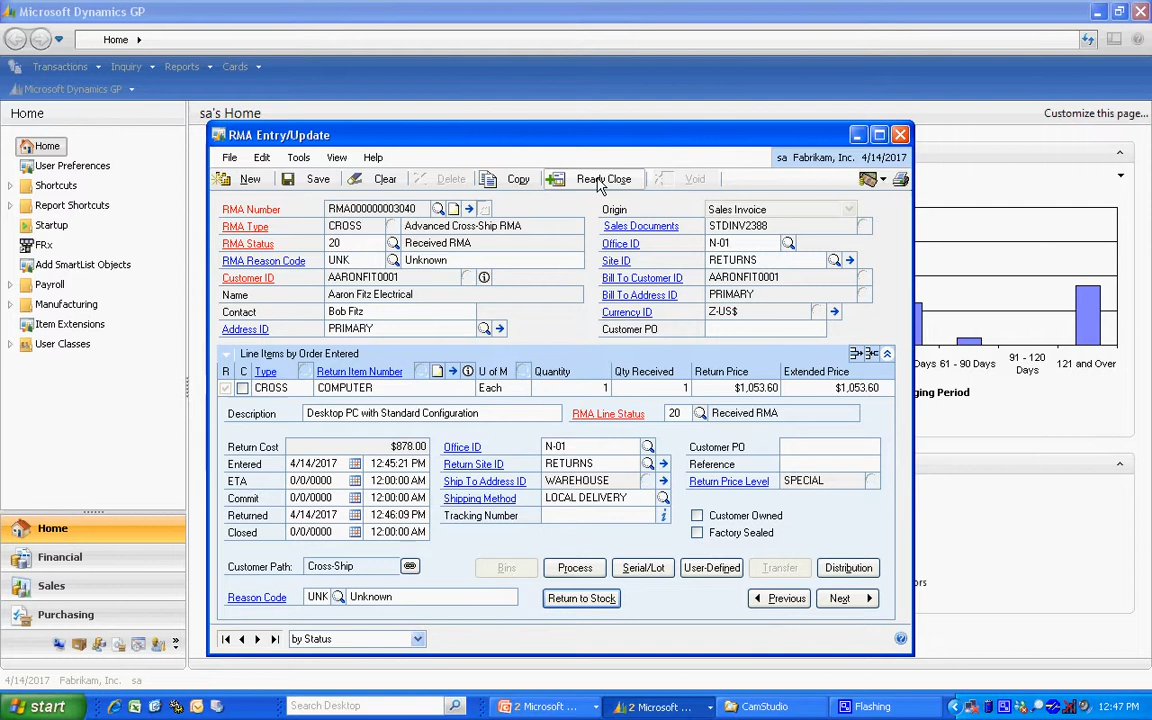 Microsoft Dynamics GP
Home
Transactions Inquiry Reports Cards
Microsoft Dynamics GP
Home
sa's Home
Customize this page...
Home
User Preferences
Shortcuts
Report Shortcuts
Startup
FRx
Add SmartList Objects
Payroll
Manufacturing
Item Extensions
User Classes
Home
Financial
Sales
Purchasing
RMA Entry/Update
File Edit Tools View Help
sa Fabrikam, Inc. 4/14/2017
New Save Clear Delete Copy Ready Close Void
RMA Number RMA000000003040
Origin Sales Invoice
RMA Type CROSS Advanced Cross-Ship RMA
Sales Documents STDINV2388
RMA Status 20 Received RMA
Office ID N-01
RMA Reason Code UNK Unknown
Site ID RETURNS
Customer ID AARONFIT0001
Bill To Customer ID AARONFIT0001
Name Aaron Fitz Electrical
Bill To Address ID PRIMARY
Contact Bob Fitz
Currency ID Z-US$
Address ID PRIMARY
Customer PO
Line Items by Order Entered
R C Type Return Item Number U of M Quantity Qty Received Return Price Extended Price
CROSS COMPUTER Each 1 1 $1,053.60 $1,053.60
Description Desktop PC with Standard Configuration
RMA Line Status 20 Received RMA
Return Cost $878.00
Office ID N-01
Customer PO
Entered 4/14/2017 12:45:21 PM
Return Site ID RETURNS
Reference
ETA 0/0/0000 12:00:00 AM
Ship To Address ID WAREHOUSE
Return Price Level SPECIAL
Commit 0/0/0000 12:00:00 AM
Shipping Method LOCAL DELIVERY
Returned 4/14/2017 12:46:09 PM
Tracking Number
Customer Owned
Closed 0/0/0000 12:00:00 AM
Factory Sealed
Customer Path: Cross-Ship
Bins Process Serial/Lot User-Defined Transfer Distribution
Reason Code UNK Unknown
Return to Stock
Previous Next
by Status
Days 61 - 90 Days 91 - 120 Days 121 and Over
ging Period
ors
4/14/2017 Fabrikam, Inc. sa
start
2 Microsoft ...
2 Microsoft ...
CamStudio
Flashing
Search Desktop
12:47 PM